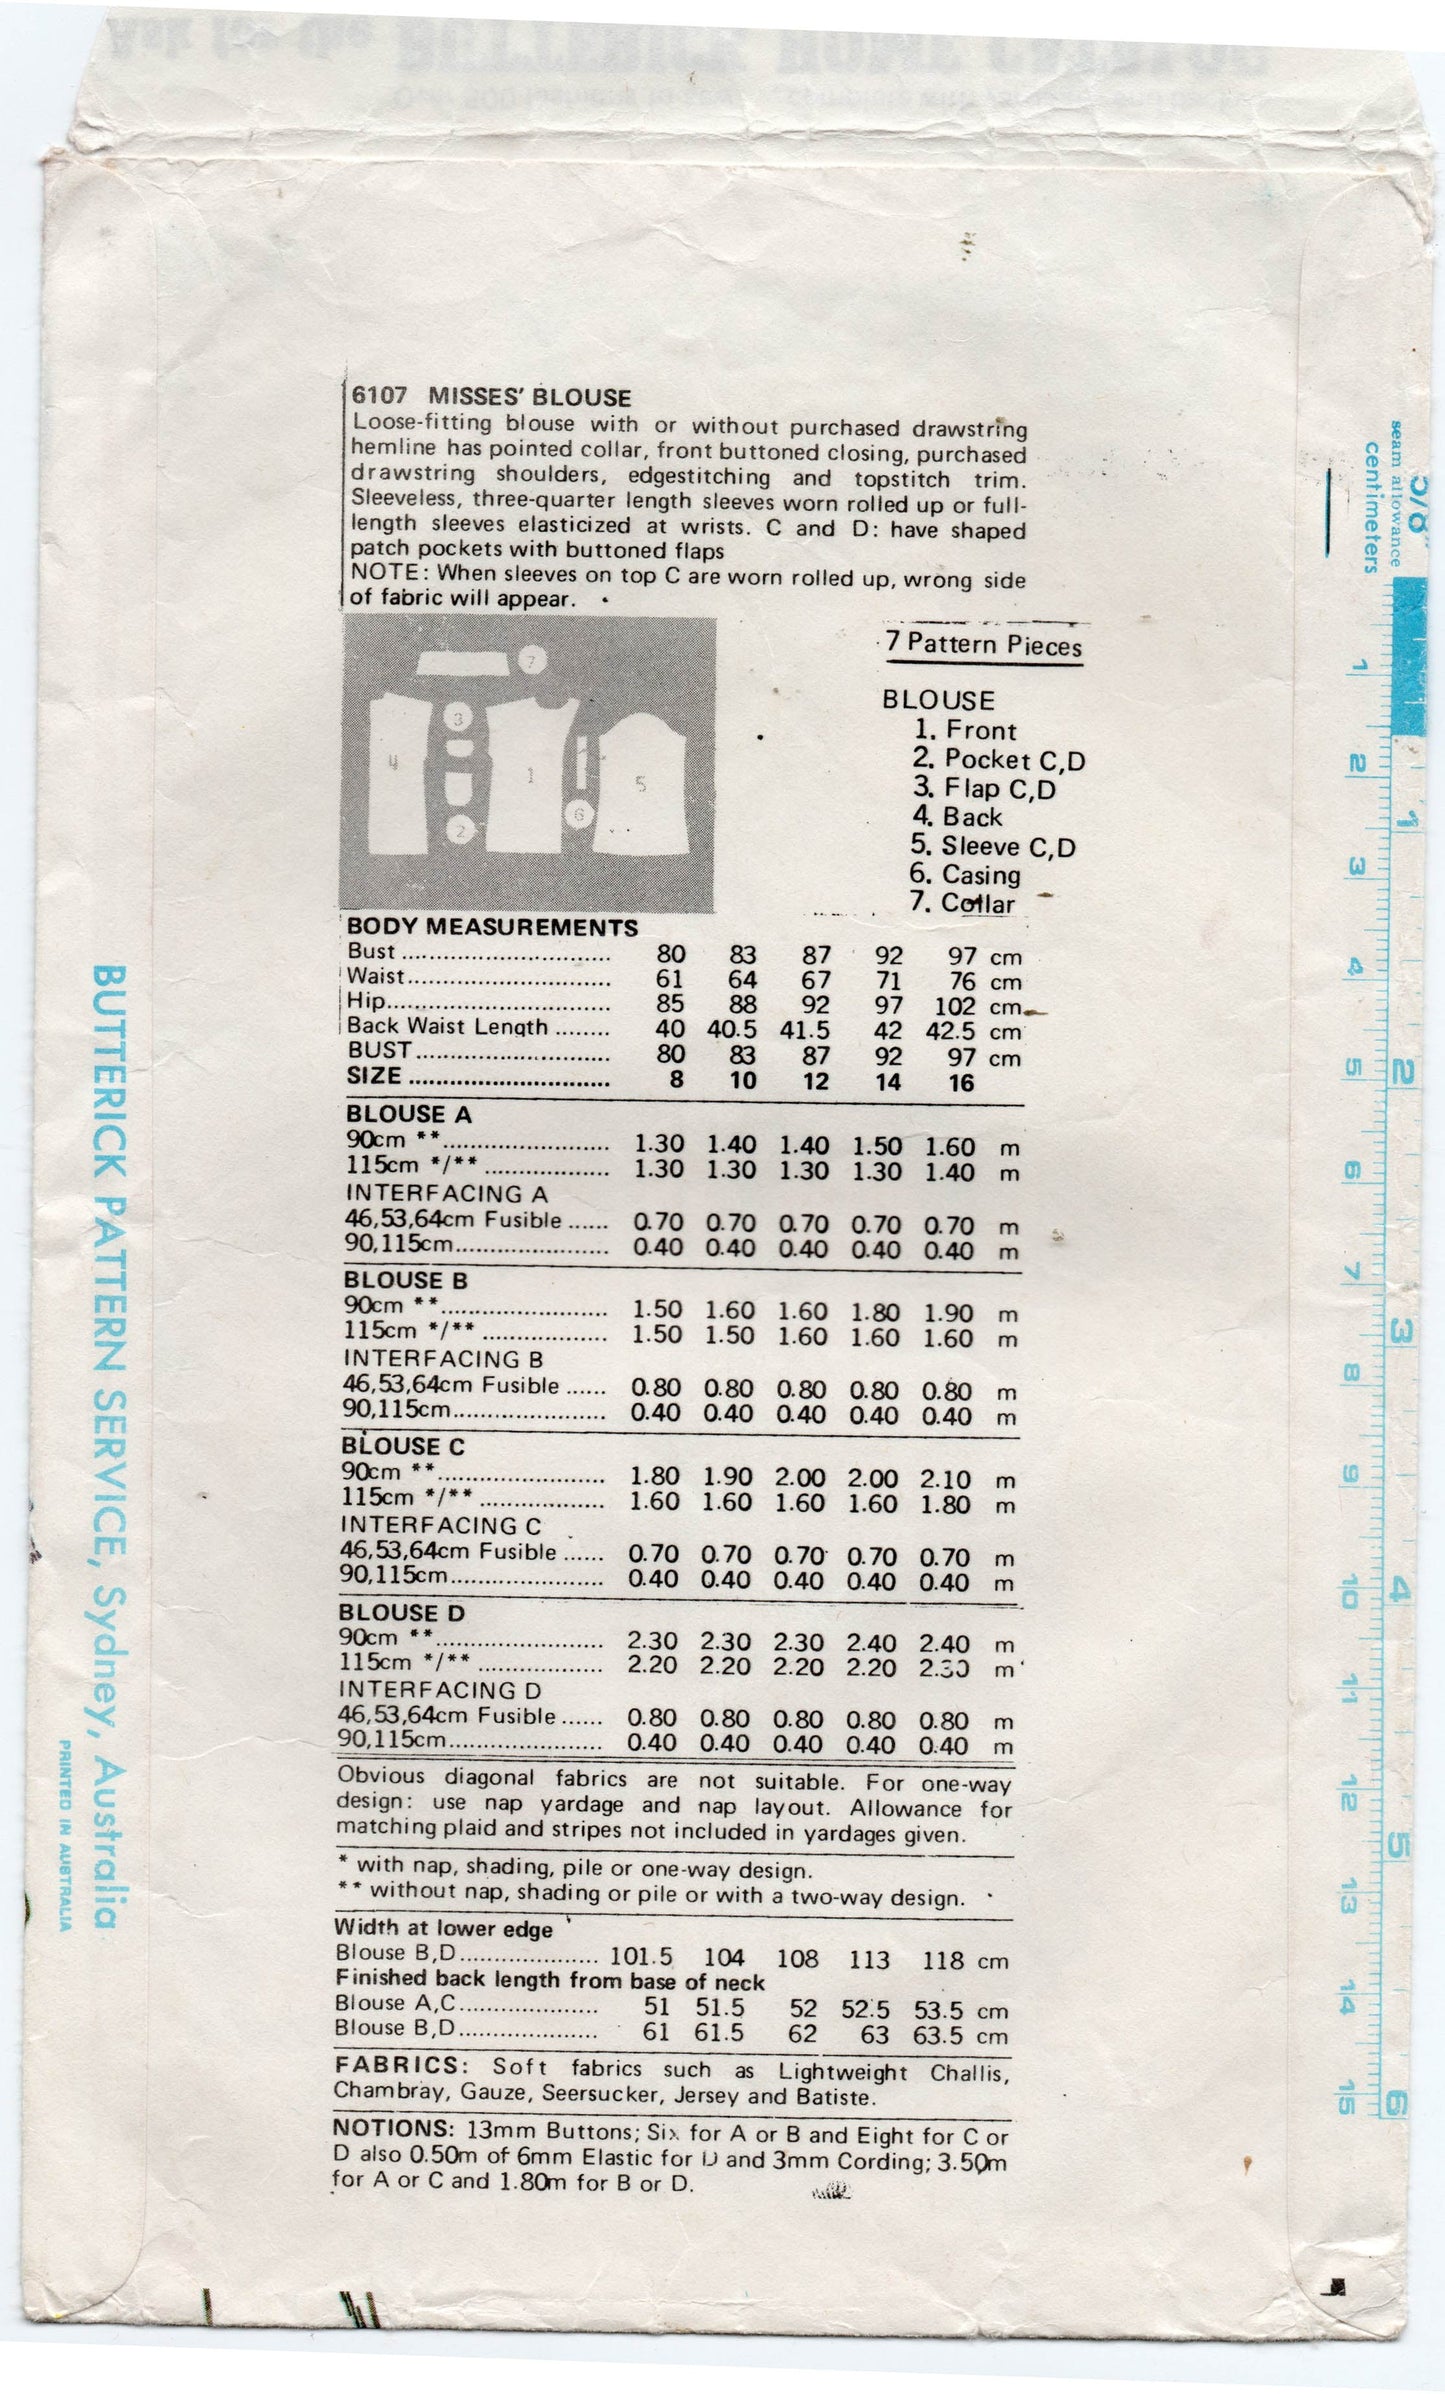 6107 MISSES' BLOUSE
Loose-fitting blouse with or without purchased drawstring
hemline has pointed collar, front buttoned closing, purchased
drawstring shoulders, edgestitching and topstitch trim.
Sleeveless, three-quarter length sleeves worn rolled up or full-
length sleeves elasticized at wrists. C and D: have shaped
patch pockets with buttoned flaps
NOTE: When sleeves on top C are worn rolled up, wrong side
of fabric will appear.
7
3
4
1
5
6
2
7 Pattern Pieces
BLOUSE
1. Front
2. Pocket C,D
3. Flap C,D
4. Back
5. Sleeve C,D
6. Casing
7. Collar
BODY MEASUREMENTS
Bust .............................. 80 83 87 92 97 cm
Waist.............................. 61 64 67 71 76 cm
Hip................................. 85 88 92 97 102 cm
Back Waist Length ........ 40 40.5 41.5 42 42.5 cm
BUST............................. 80 83 87 92 97 cm
SIZE .............................. 8 10 12 14 16
BLOUSE A
90cm **......................... 1.30 1.40 1.40 1.50 1.60 m
115cm */** ................... 1.30 1.30 1.30 1.30 1.40 m
INTERFACING A
46,53,64cm Fusible ...... 0.70 0.70 0.70 0.70 0.70 m
90,115cm....................... 0.40 0.40 0.40 0.40 0.40 m
BLOUSE B
90cm **......................... 1.50 1.60 1.60 1.80 1.90 m
115cm */** ................... 1.50 1.50 1.60 1.60 1.60 m
INTERFACING B
46,53,64cm Fusible ...... 0.80 0.80 0.80 0.80 0.80 m
90,115cm....................... 0.40 0.40 0.40 0.40 0.40 m
BLOUSE C
90cm **......................... 1.80 1.90 2.00 2.00 2.10 m
115cm */** ................... 1.60 1.60 1.60 1.60 1.80 m
INTERFACING C
46,53,64cm Fusible ...... 0.70 0.70 0.70 0.70 0.70 m
90,115cm....................... 0.40 0.40 0.40 0.40 0.40 m
BLOUSE D
90cm **......................... 2.30 2.30 2.30 2.40 2.40 m
115cm */** ................... 2.20 2.20 2.20 2.20 2.30 m
INTERFACING D
46,53,64cm Fusible ...... 0.80 0.80 0.80 0.80 0.80 m
90,115cm....................... 0.40 0.40 0.40 0.40 0.40 m
Obvious diagonal fabrics are not suitable. For one-way
design: use nap yardage and nap layout. Allowance for
matching plaid and stripes not included in yardages given.
* with nap, shading, pile or one-way design.
** without nap, shading or pile or with a two-way design.
Width at lower edge
Blouse B,D..................... 101.5 104 108 113 118 cm
Finished back length from base of neck
Blouse A,C..................... 51 51.5 52 52.5 53.5 cm
Blouse B,D..................... 61 61.5 62 63 63.5 cm
FABRICS: Soft fabrics such as Lightweight Challis,
Chambray, Gauze, Seersucker, Jersey and Batiste.
NOTIONS: 13mm Buttons; Six for A or B and Eight for C or
D also 0.50m of 6mm Elastic for D and 3mm Cording; 3.50m
for A or C and 1.80m for B or D.
BUTTERICK PATTERN SERVICE, Sydney, Australia
PRINTED IN AUSTRALIA
5/8"
seam allowance
centimeters
1 2 3 4 5 6 7 8 9 10 11 12 13 14 15
1 2 3 4 5 6